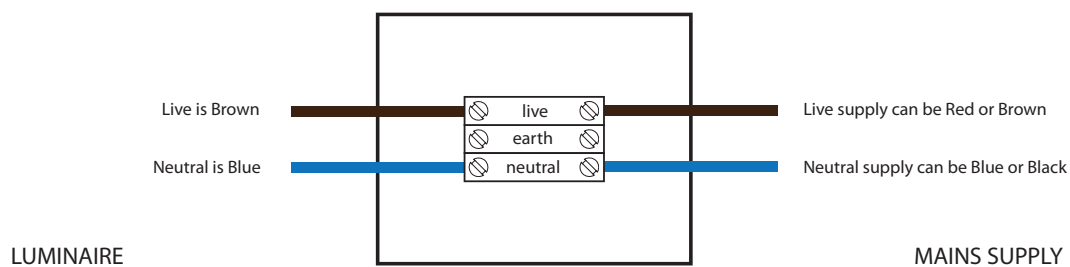 Live is Brown
live
Live supply can be Red or Brown
earth
Neutral is Blue
neutral
Neutral supply can be Blue or Black
LUMINAIRE
MAINS SUPPLY